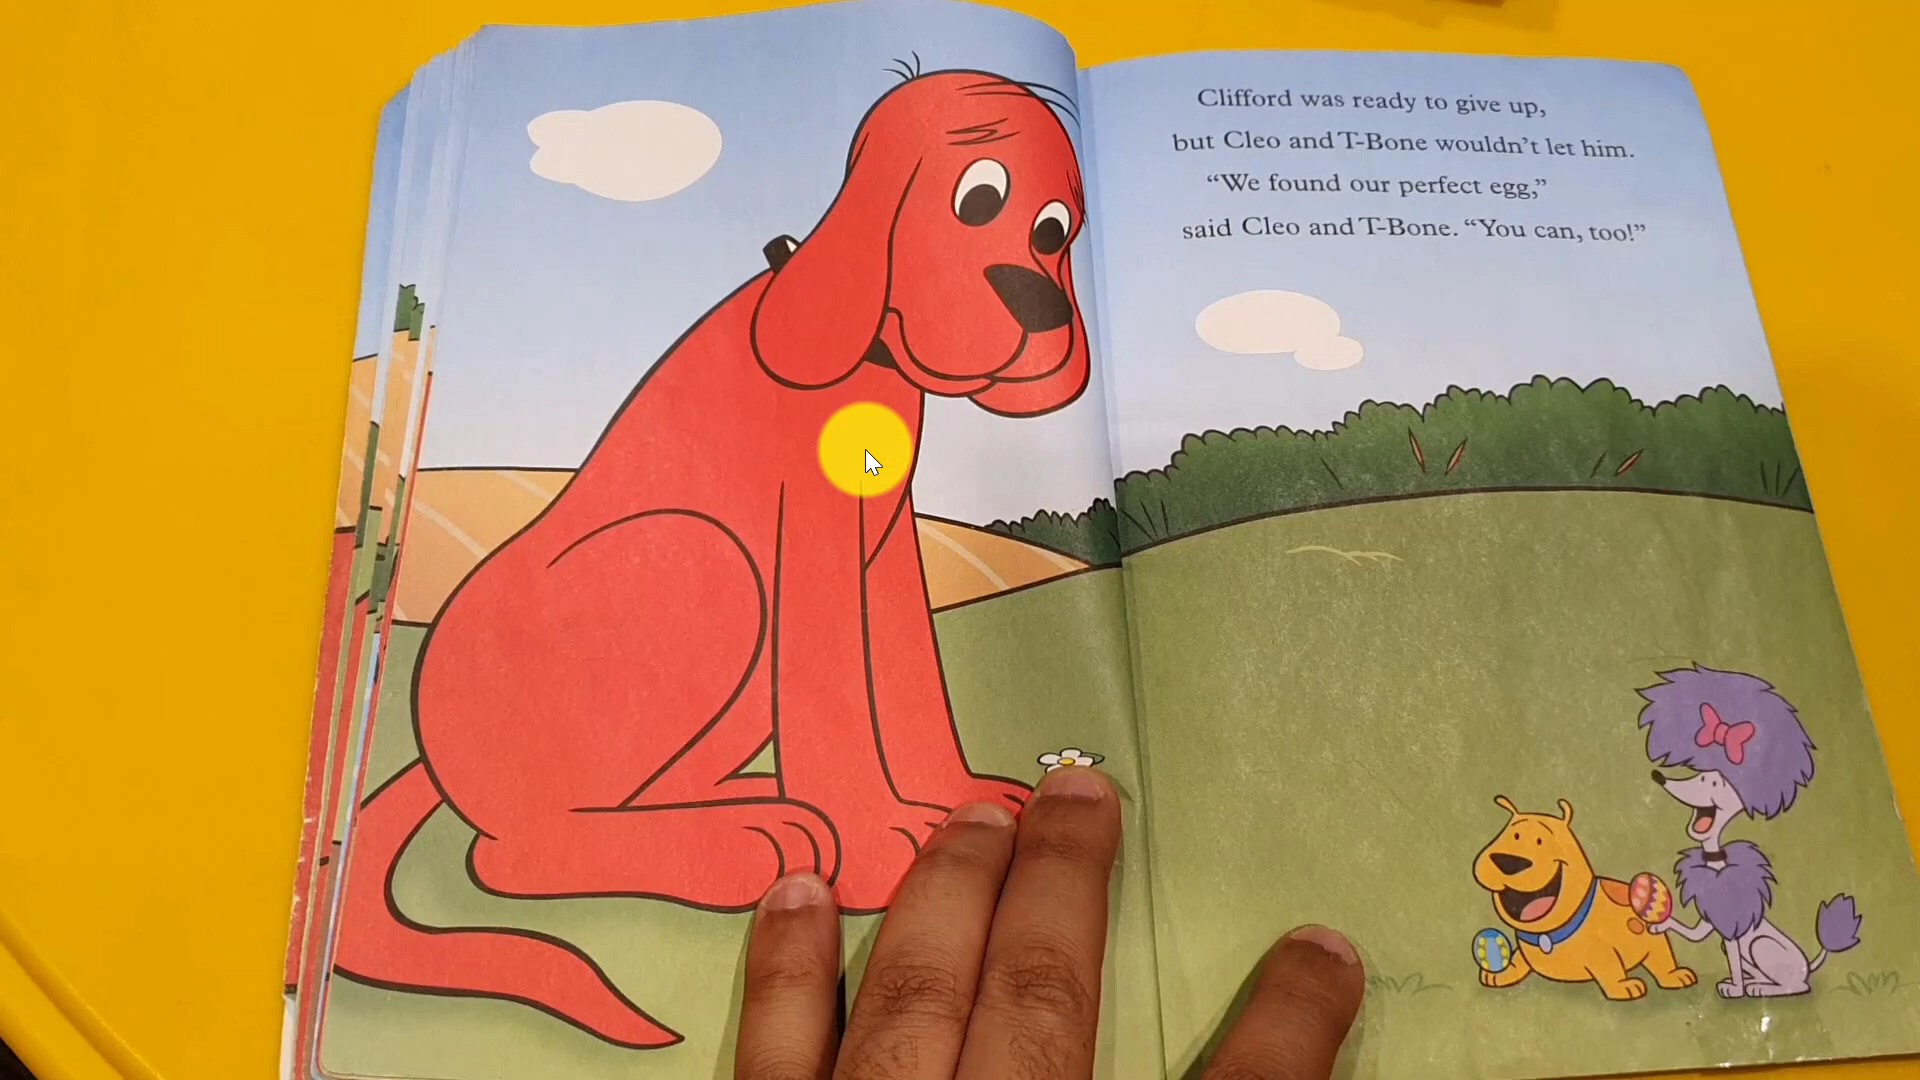 Clifford was ready to give up,
but Cleo and T-Bone wouldn't let him.
“We found our perfect egg,”
said Cleo and T-Bone. “You can, too!”